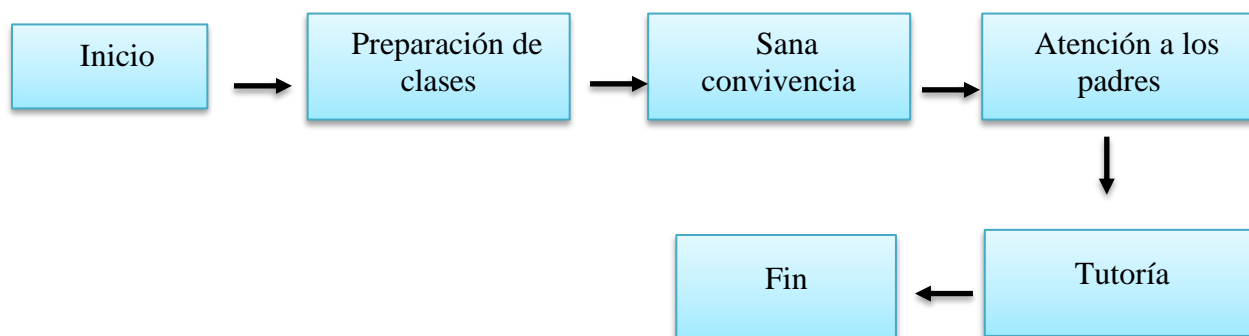 Inicio
Preparación de
clases
Sana
convivencia
Atención a los
padres
Tutoría
Fin